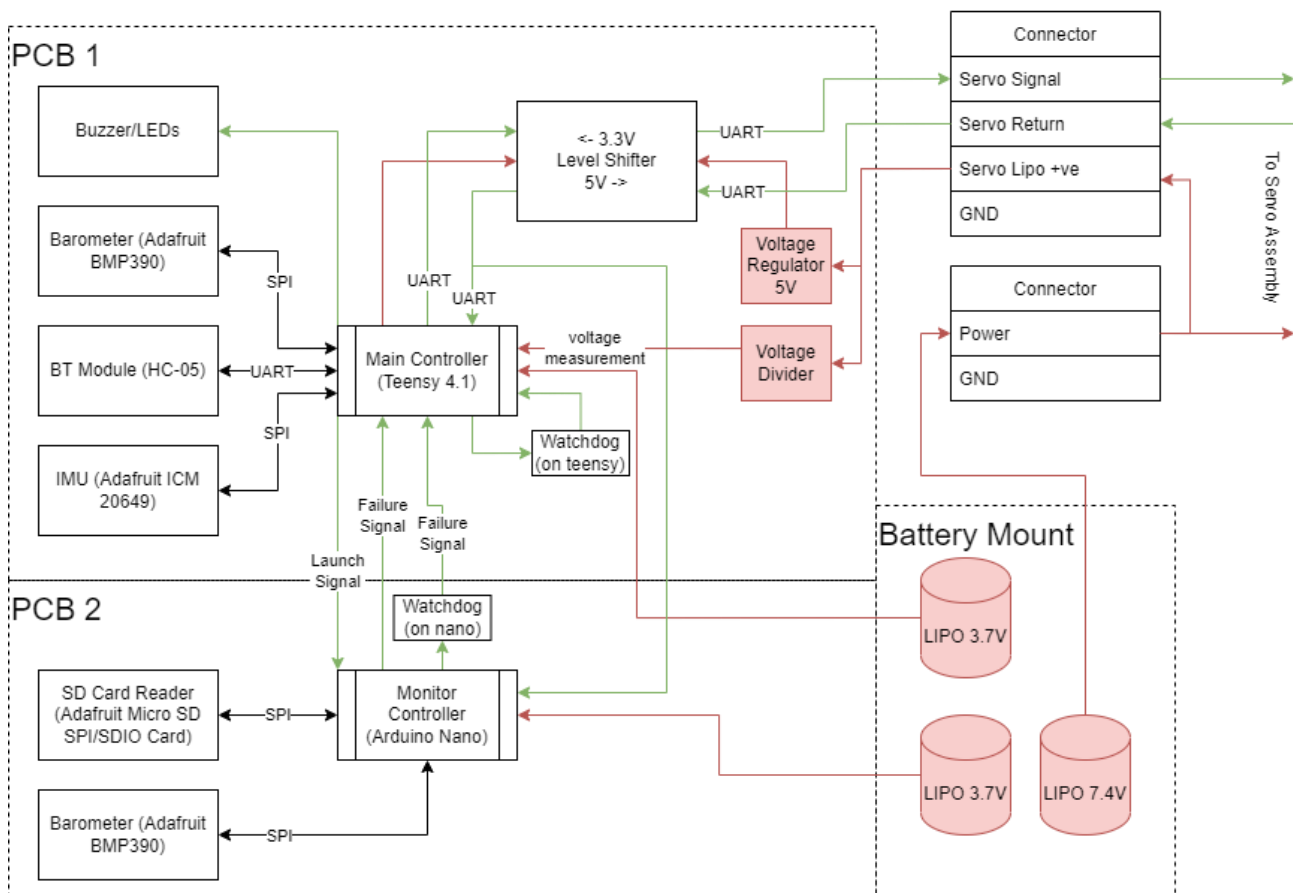 PCB 1
Buzzer/LEDs
Barometer (Adafruit
BMP390)
SPI
BT Module (HC-05)
UART
SPI
IMU (Adafruit ICM
20649)
<- 3.3V
Level Shifter
5V ->
UART
UART
UART
UART
Main Controller
(Teensy 4.1)
voltage
measurement
Voltage
Regulator
5V
Voltage
Divider
Watchdog
(on teensy)
Failure
Signal
Failure
Signal
Launch
Signal
Connector
Servo Signal
Servo Return
Servo Lipo +ve
GND
Connector
Power
GND
To Servo Assembly
PCB 2
Watchdog
(on nano)
SD Card Reader
(Adafruit Micro SD
SPI/SDIO Card)
SPI
Monitor
Controller
(Arduino Nano)
Barometer (Adafruit
BMP390)
SPI
Battery Mount
LIPO 3.7V
LIPO 3.7V
LIPO 7.4V